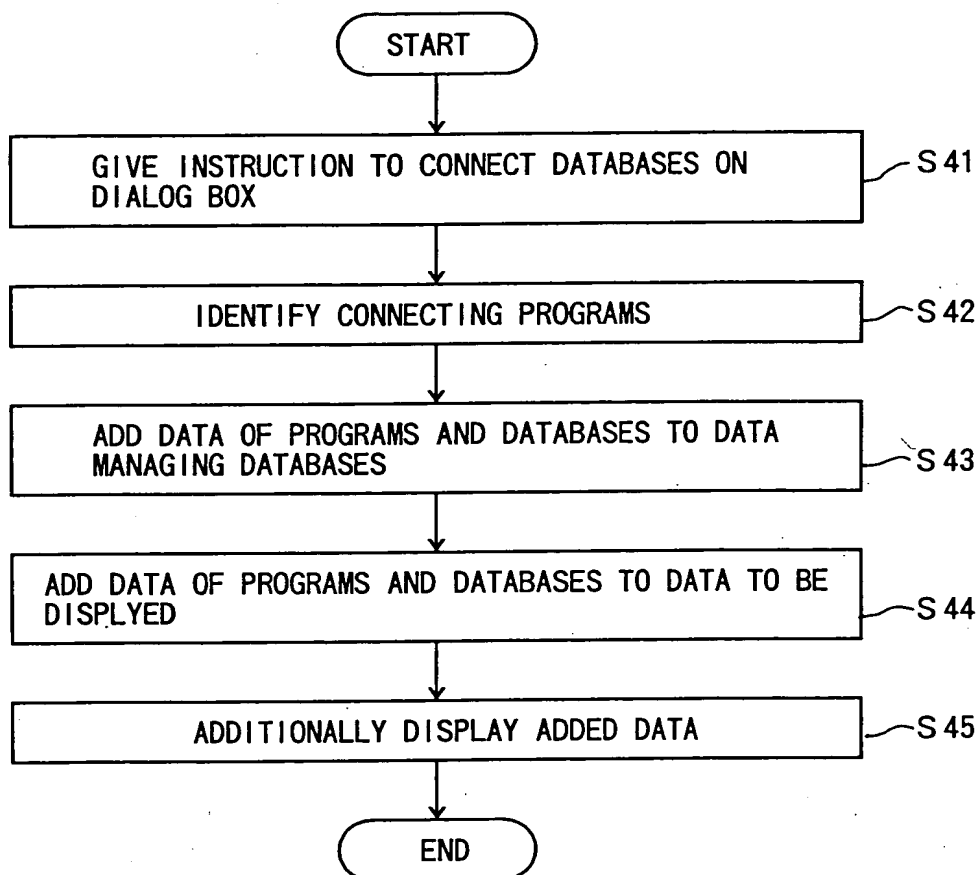 START
GIVE INSTRUCTION TO CONNECT DATABASES ON
DIALOG BOX
S41
IDENTIFY CONNECTING PROGRAMS
S42
ADD DATA OF PROGRAMS AND DATABASES TO DATA
MANAGING DATABASES
S43
ADD DATA OF PROGRAMS AND DATABASES TO DATA TO BE
DISPLYED
S44
ADDITIONALLY DISPLAY ADDED DATA
S45
END